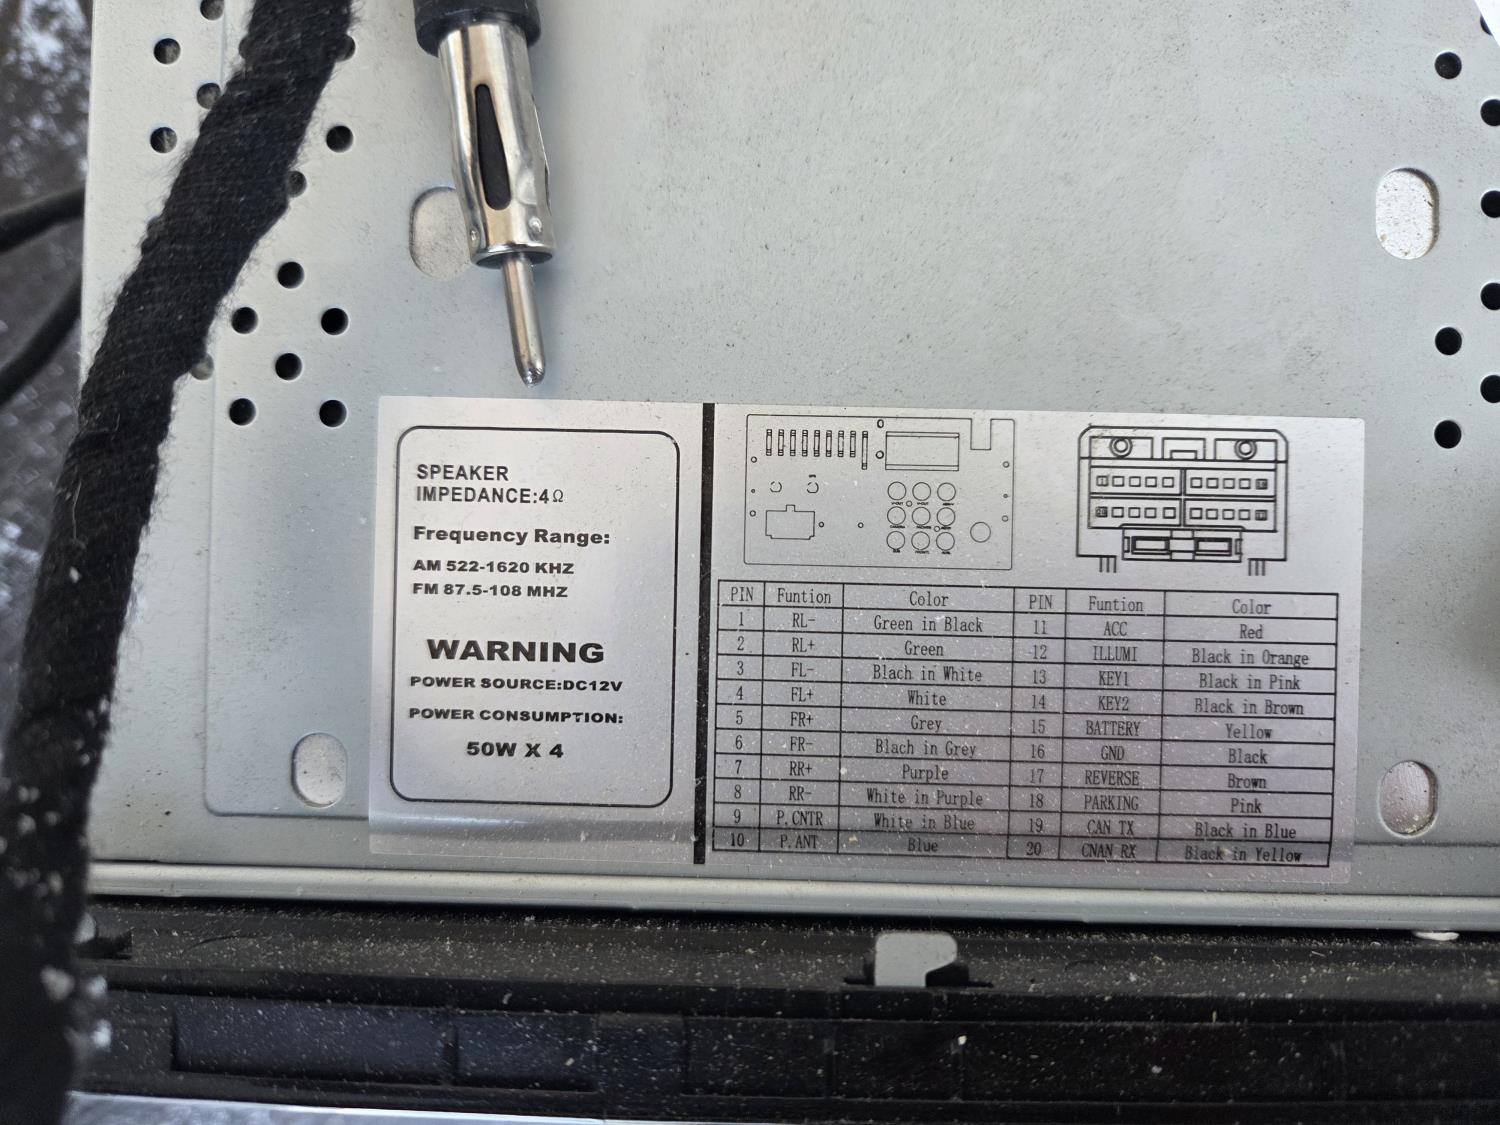 SPEAKER
IMPEDANCE:4Ω
Frequency Range:
AM 522-1620 KHZ
FM 87.5-108 MHZ
WARNING
POWER SOURCE:DC12V
POWER CONSUMPTION:
50W X 4
PIN Funtion Color PIN Funtion Color
1 RL- Green in Black 11 ACC Red
2 RL+ Green 12 ILLUMI Black in Orange
3 FL- Blach in White 13 KEY1 Black in Pink
4 FL+ White 14 KEY2 Black in Brown
5 FR+ Grey 15 BATTERY Yellow
6 FR- Blach in Grey 16 GND Black
7 RR+ Purple 17 REVERSE Brown
8 RR- White in Purple 18 PARKING Pink
9 P.CNTR White in Blue 19 CAN TX Black in Blue
10 P.ANT Blue 20 CNAN RX Black in Yellow